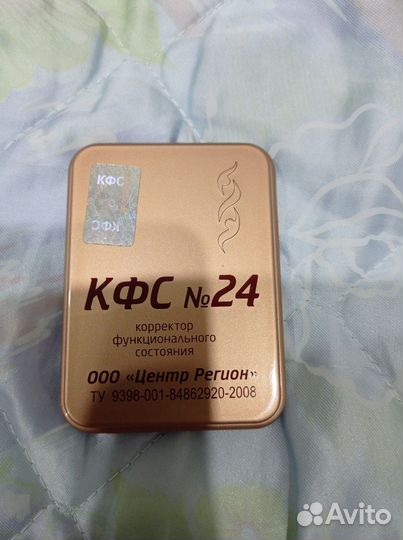 КФС
КФС
КФС №24
корректор
функционального
состояния
ООО «Центр Регион»
ТУ 9398-001-84862920-2008
Avito